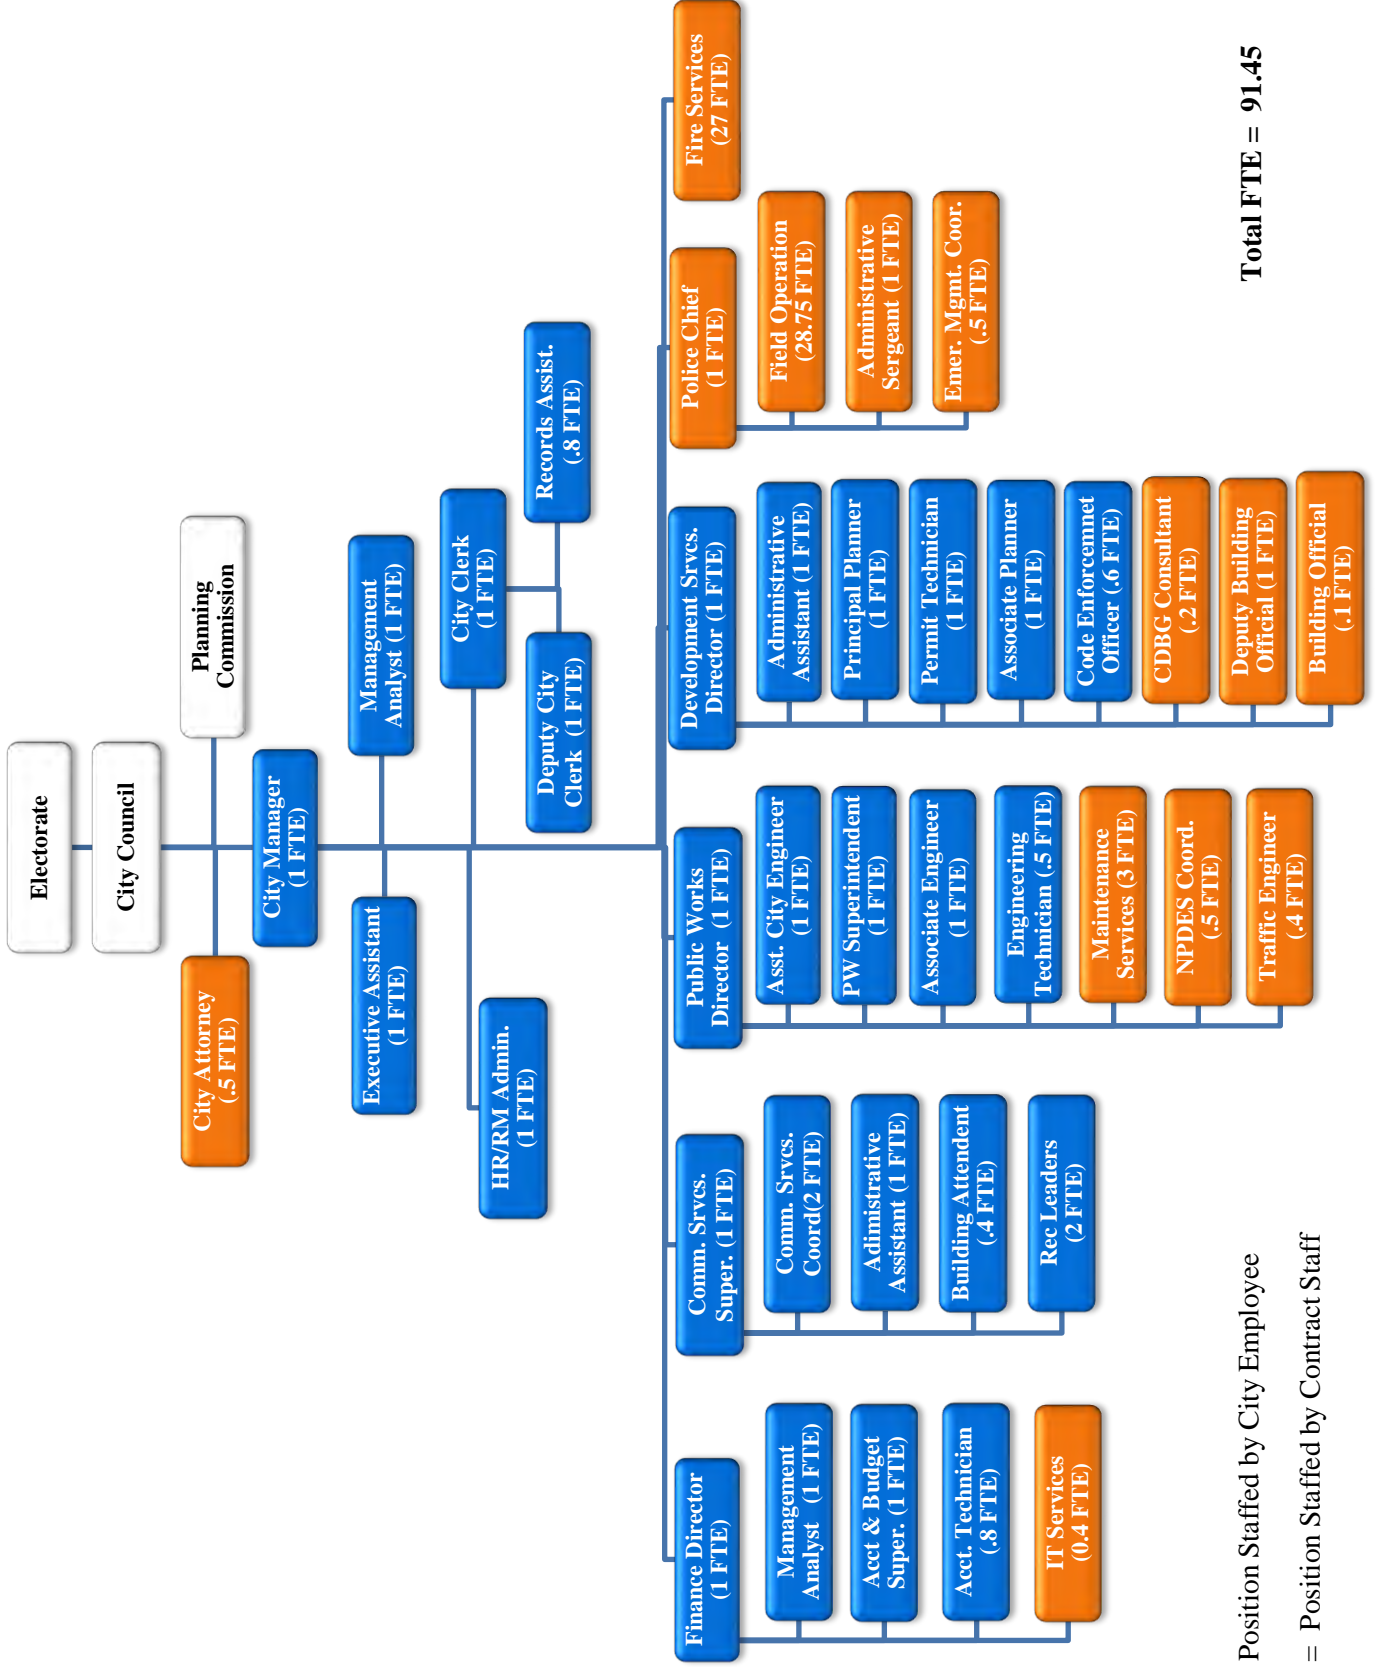 Electorate
City Council
Planning
Commission
City Attorney
(.5 FTE)
City Manager
(1 FTE)
Executive Assistant
(1 FTE)
Management
Analyst (1 FTE)
HR/RM Admin.
(1 FTE)
City Clerk
(1 FTE)
Deputy City
Clerk (1 FTE)
Records Assist.
(.8 FTE)
Finance Director
(1 FTE)
Management
Analyst (1 FTE)
Acct & Budget
Super. (1 FTE)
Acct. Technician
(.8 FTE)
IT Services
(0.4 FTE)
Comm. Srvcs.
Super. (1 FTE)
Comm. Srvcs.
Coord(2 FTE)
Adimistrative
Assistant (1 FTE)
Building Attendent
(.4 FTE)
Rec Leaders
(2 FTE)
Public Works
Director (1 FTE)
Asst. City Engineer
(1 FTE)
PW Superintendent
(1 FTE)
Associate Engineer
(1 FTE)
Engineering
Technician (.5 FTE)
Maintenance
Services (3 FTE)
NPDES Coord.
(.5 FTE)
Traffic Engineer
(.4 FTE)
Development Srvcs.
Director (1 FTE)
Administrative
Assistant (1 FTE)
Principal Planner
(1 FTE)
Permit Technician
(1 FTE)
Associate Planner
(1 FTE)
Code Enforcemnet
Officer (.6 FTE)
CDBG Consultant
(.2 FTE)
Deputy Building
Official (1 FTE)
Building Official
(.1 FTE)
Police Chief
(1 FTE)
Field Operation
(28.75 FTE)
Administrative
Sergeant (1 FTE)
Emer. Mgmt. Coor.
(.5 FTE)
Fire Services
(27 FTE)
Position Staffed by City Employee
= Position Staffed by Contract Staff
Total FTE = 91.45